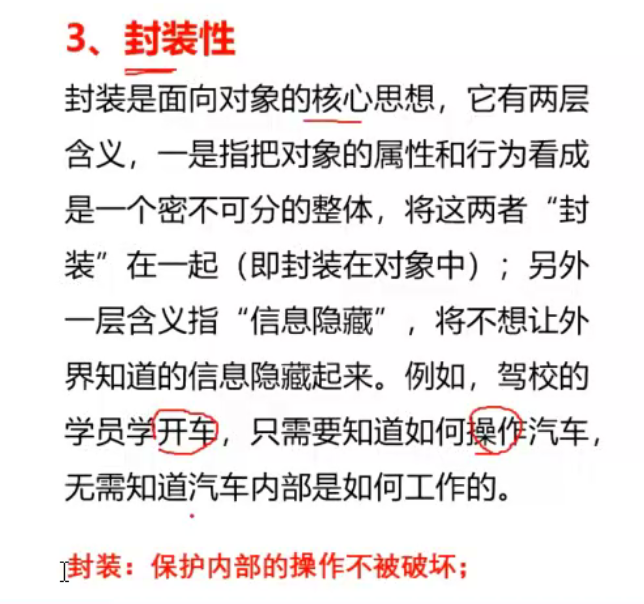 3、封装性
封装是面向对象的核心思想，它有两层
含义，一是指把对象的属性和行为看成
是一个密不可分的整体，将这两者“封
装”在一起（即封装在对象中）；另外
一层含义指“信息隐藏”，将不想让外
界知道的信息隐藏起来。例如，驾校的
学员学开车，只需要知道如何操作汽车，
无需知道汽车内部是如何工作的。
封装：保护内部的操作不被破坏；